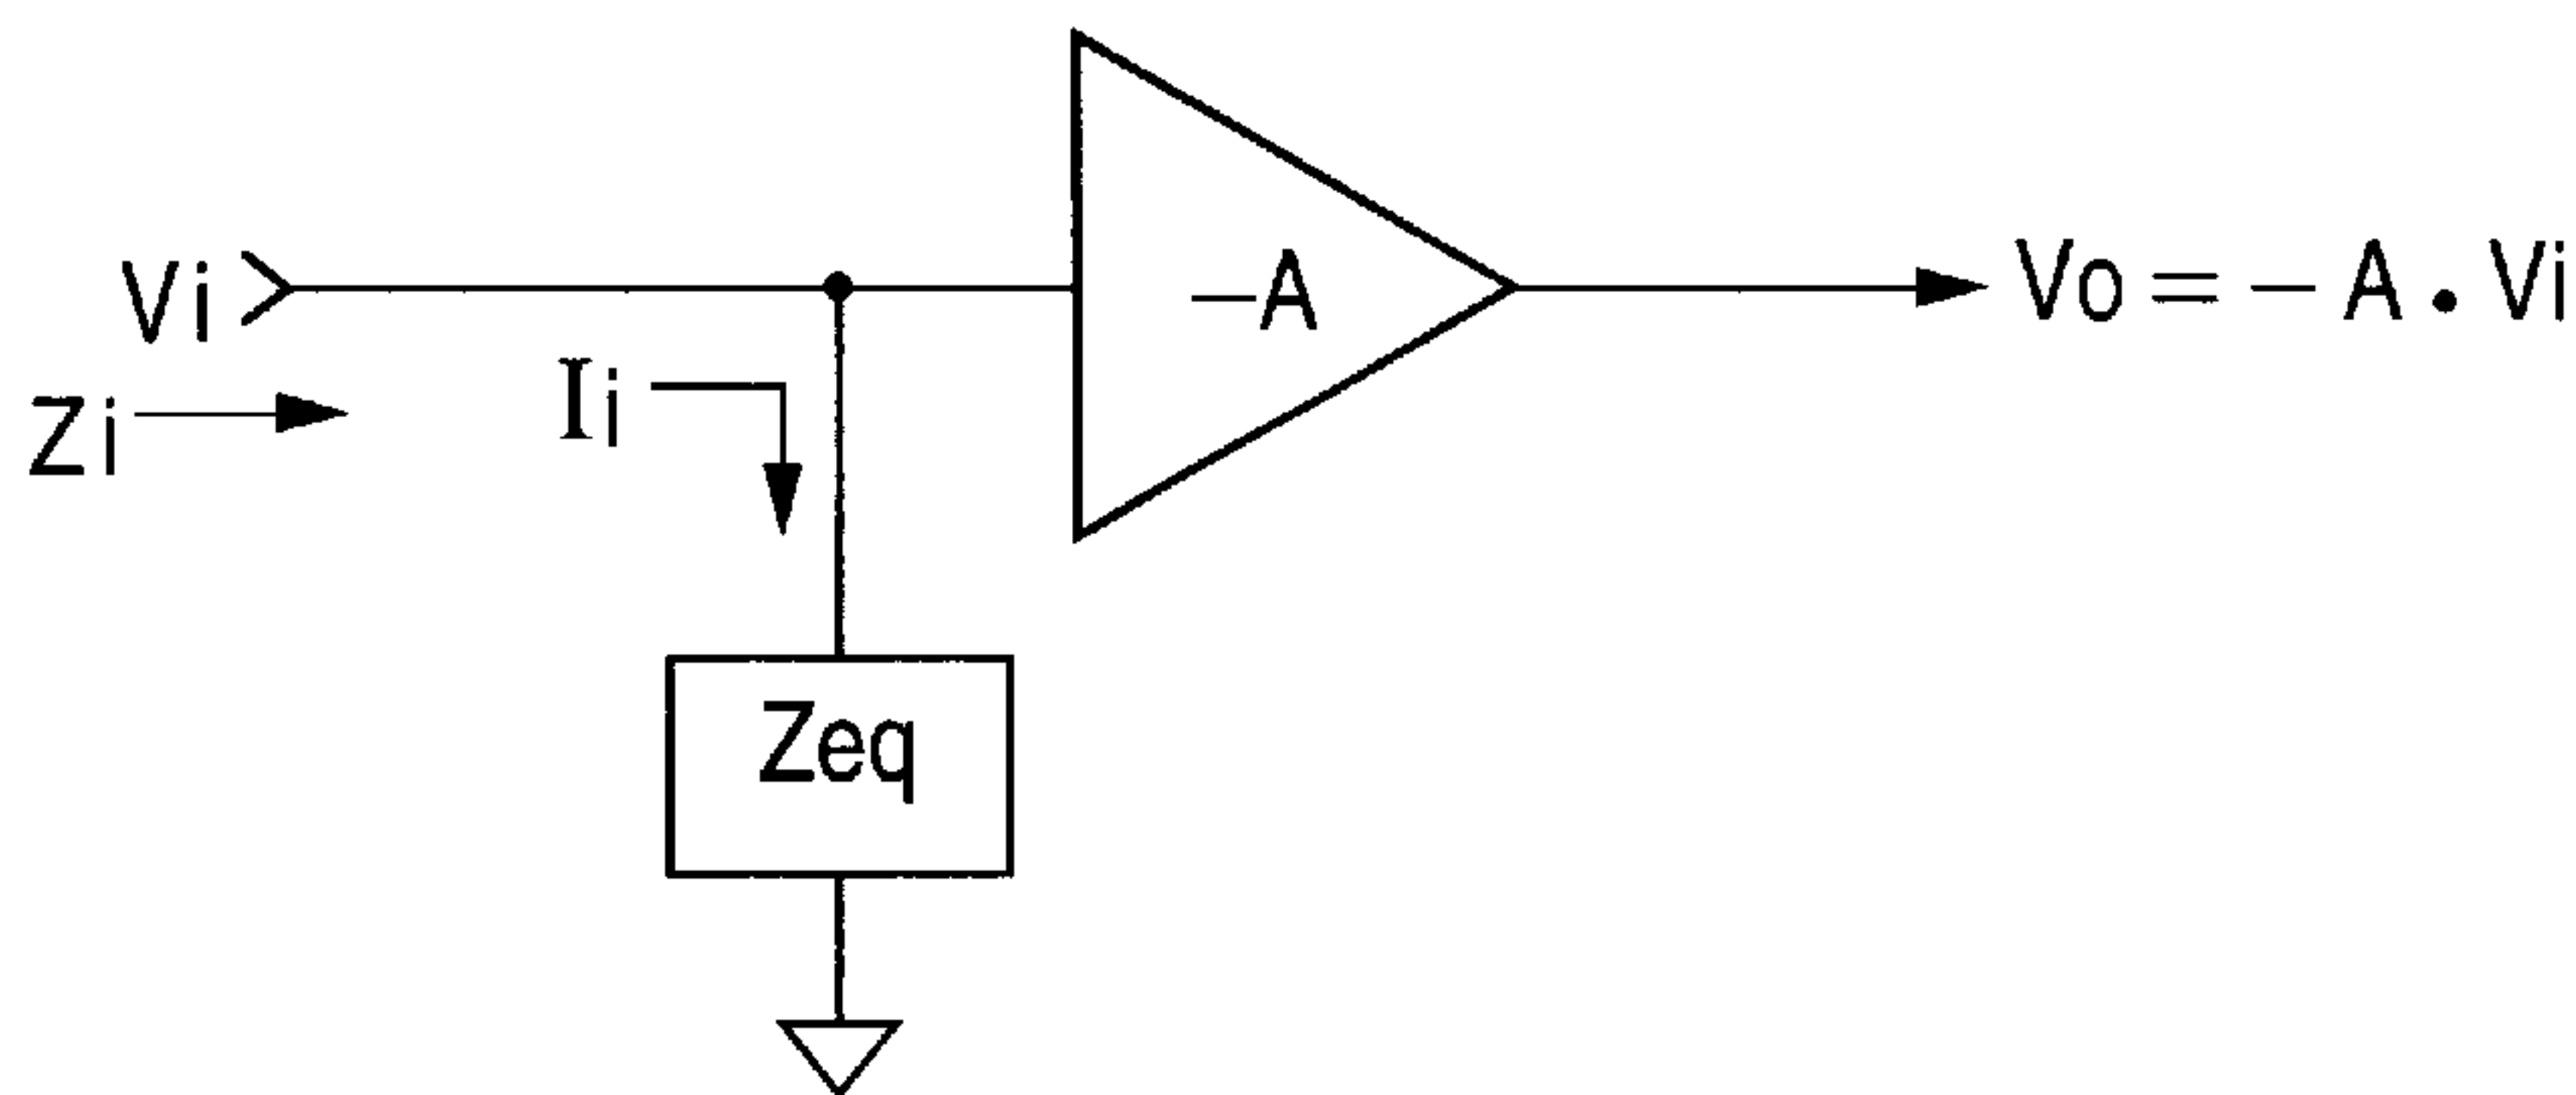 Vi
–A
Vo = – A • Vi
Zi
Ii
Zeq